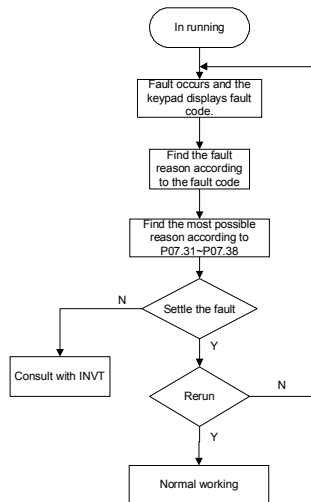 In running
Fault occurs and the
keypad displays fault
code.
Find the fault
reason according
to the fault code
Find the most possible
reason according to
P07.31~P07.38
N
Settle the fault
Y
Consult with INVT
Rerun
N
Y
Normal working